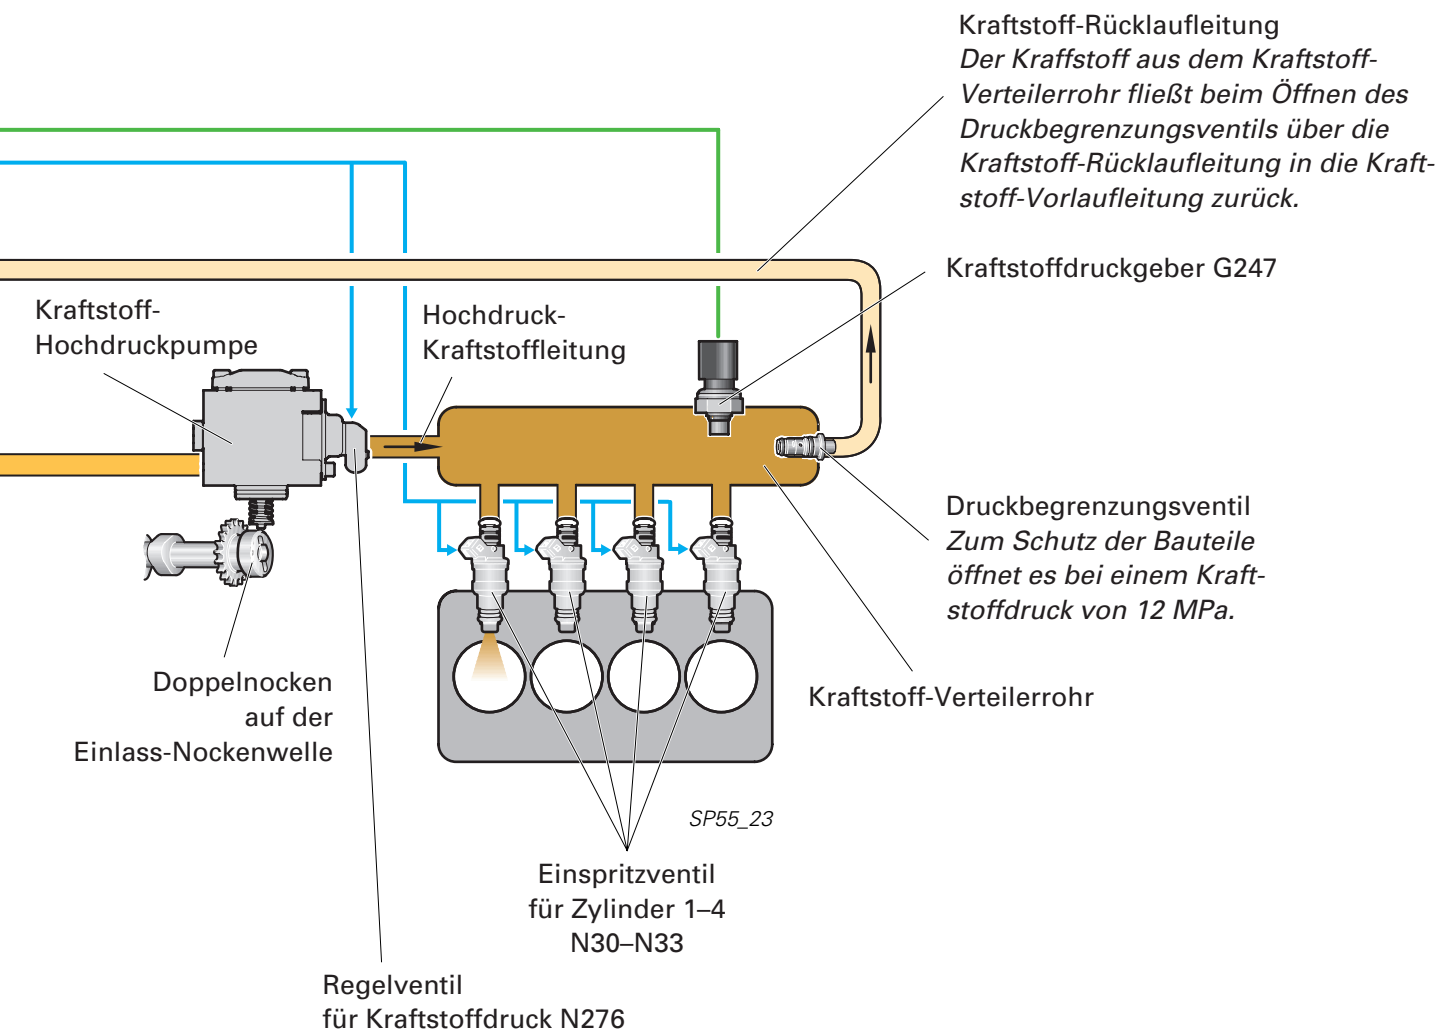 Kraftstoff-Rücklaufleitung
Der Kraffstoff aus dem Kraftstoff-
Verteilerrohr fließt beim Öffnen des
Druckbegrenzungsventils über die
Kraftstoff-Rücklaufleitung in die Kraft-
stoff-Vorlaufleitung zurück.
Kraftstoffdruckgeber G247
Kraftstoff-
Hochdruckpumpe
Hochdruck-
Kraftstoffleitung
Druckbegrenzungsventil
Zum Schutz der Bauteile
öffnet es bei einem Kraft-
stoffdruck von 12 MPa.
Doppelnocken
auf der
Einlass-Nockenwelle
Kraftstoff-Verteilerrohr
SP55_23
Einspritzventil
für Zylinder 1–4
N30–N33
Regelventil
für Kraftstoffdruck N276